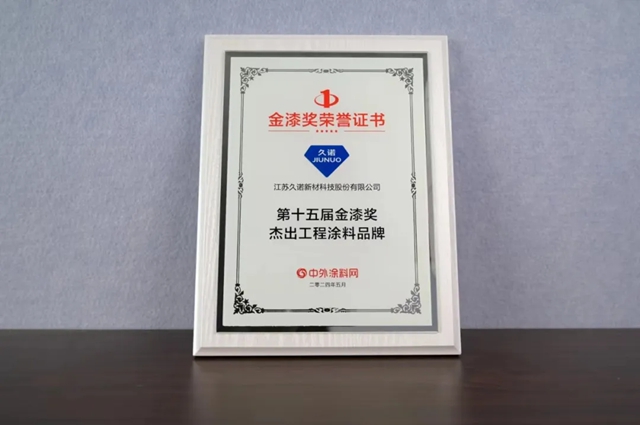 金漆奖荣誉证书
久诺
JIUNUO
江苏久诺新材科技股份有限公司
第十五届金漆奖
杰出工程涂料品牌
中外涂料网
二零二四年五月